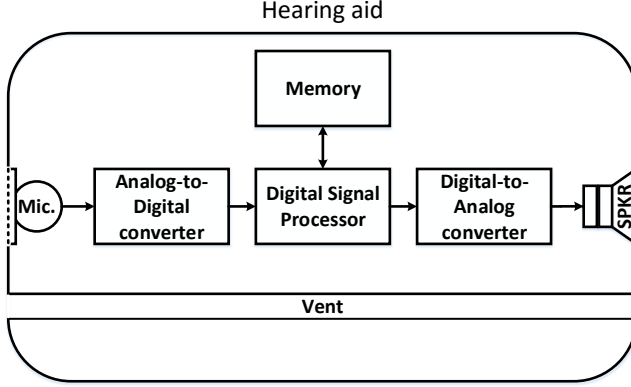 Hearing aid
Memory
Mic.
Analog-to-
Digital
converter
Digital Signal
Processor
Digital-to-
Analog
converter
SPKR
Vent